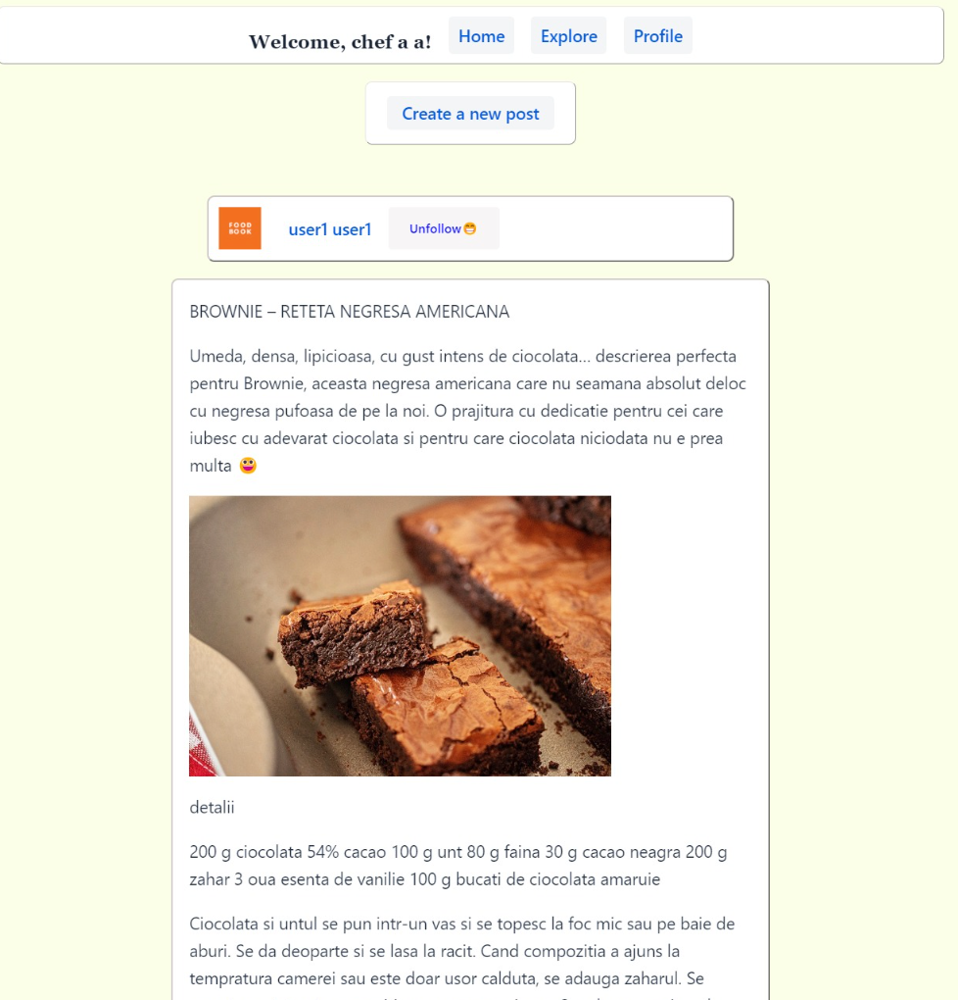 Welcome, chef a a!
Home
Explore
Profile
Create a new post
FOOD
BOOK
user1 user1
Unfollow😁
BROWNIE – RETETA NEGRESA AMERICANA
Umeda, densa, lipicioasa, cu gust intens de ciocolata… descrierea perfecta
pentru Brownie, aceasta negresa americana care nu seamana absolut deloc
cu negresa pufoasa de pe la noi. O prajitura cu dedicatie pentru cei care
iubesc cu adevarat ciocolata si pentru care ciocolata niciodata nu e prea
multa 😀
detalii
200 g ciocolata 54% cacao 100 g unt 80 g faina 30 g cacao neagra 200 g
zahar 3 oua esenta de vanilie 100 g bucati de ciocolata amaruie
Ciocolata si untul se pun intr-un vas si se topesc la foc mic sau pe baie de
aburi. Se da deoparte si se lasa la racit. Cand compozitia a ajuns la
tempratura camerei sau este doar usor calduta, se adauga zaharul. Se